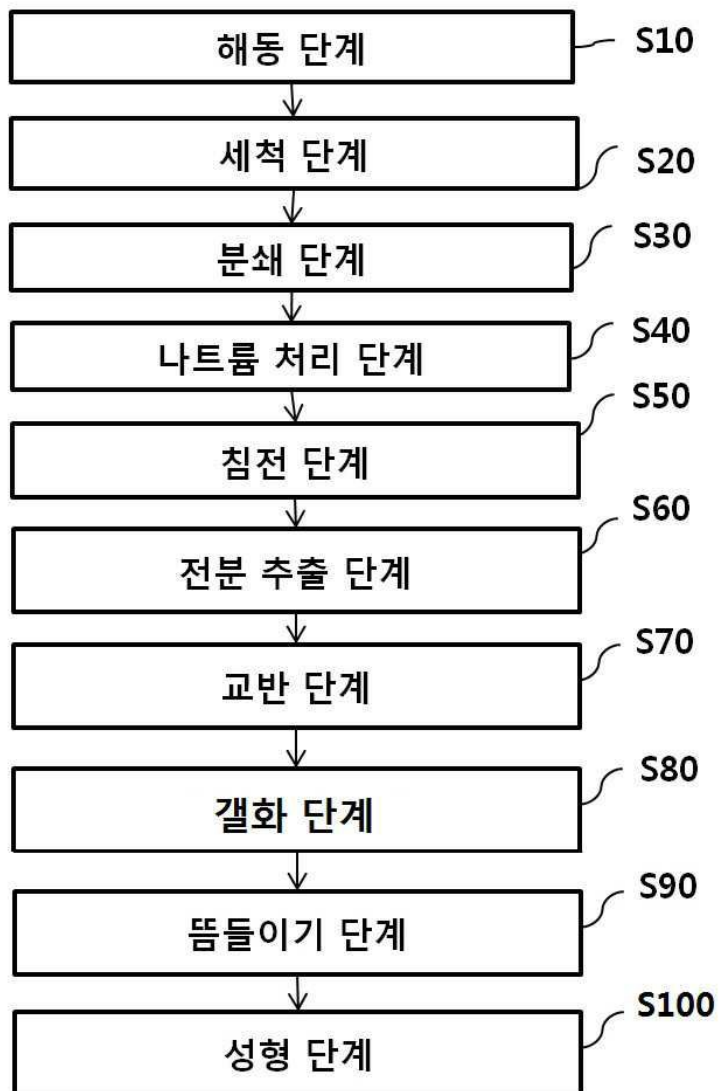 해동 단계 S10
세척 단계 S20
분쇄 단계 S30
나트륨 처리 단계 S40
침전 단계 S50
전분 추출 단계 S60
교반 단계 S70
갤화 단계 S80
뜸들이기 단계 S90
성형 단계 S100